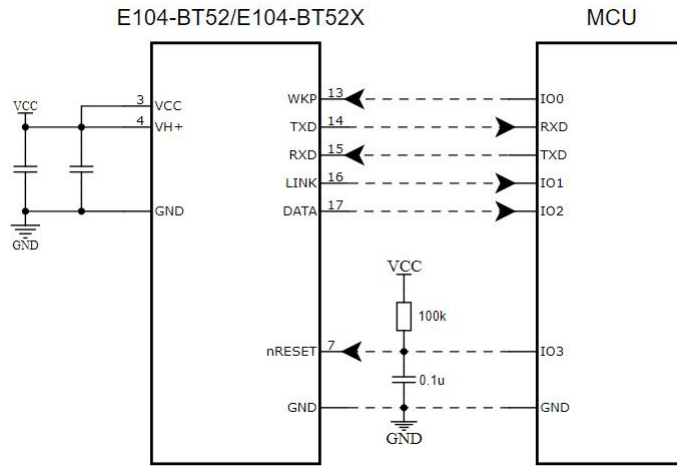 E104-BT52/E104-BT52X MCU
WKP 13 IO0
VCC 3 VCC
4 VH+ TXD 14 RXD
RXD 15 TXD
LINK 16 IO1
GND DATA 17 IO2
GND
VCC
100k
nRESET 7 IO3
0.1u
GND GND
GND